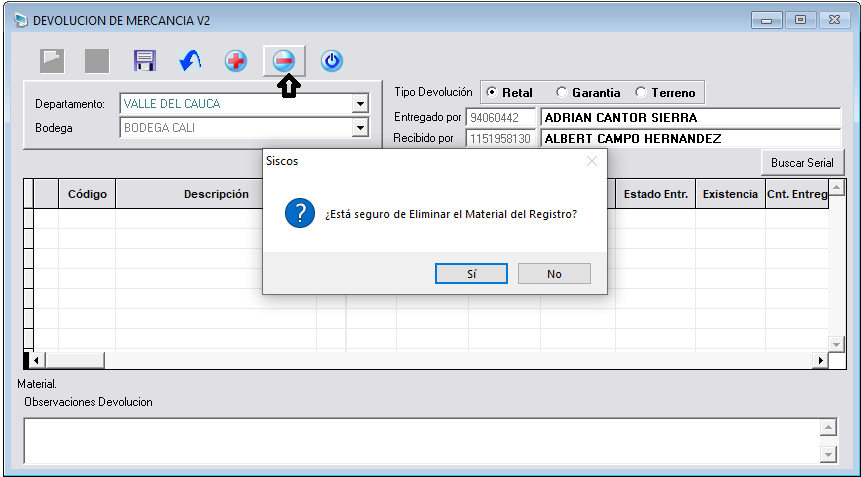 DEVOLUCION DE MERCANCIA V2
Departamento: VALLE DEL CAUCA
Bodega BODEGA CALI
Tipo Devolución Retal Garantia Terreno
Entregado por 94060442 ADRIAN CANTOR SIERRA
Recibido por 1151958130 ALBERT CAMPO HERNANDEZ
Buscar Serial
Siscos
¿Está seguro de Eliminar el Material del Registro?
Sí No
Código Descripción Estado Entr. Existencia Cnt. Entreg
Material.
Observaciones Devolucion